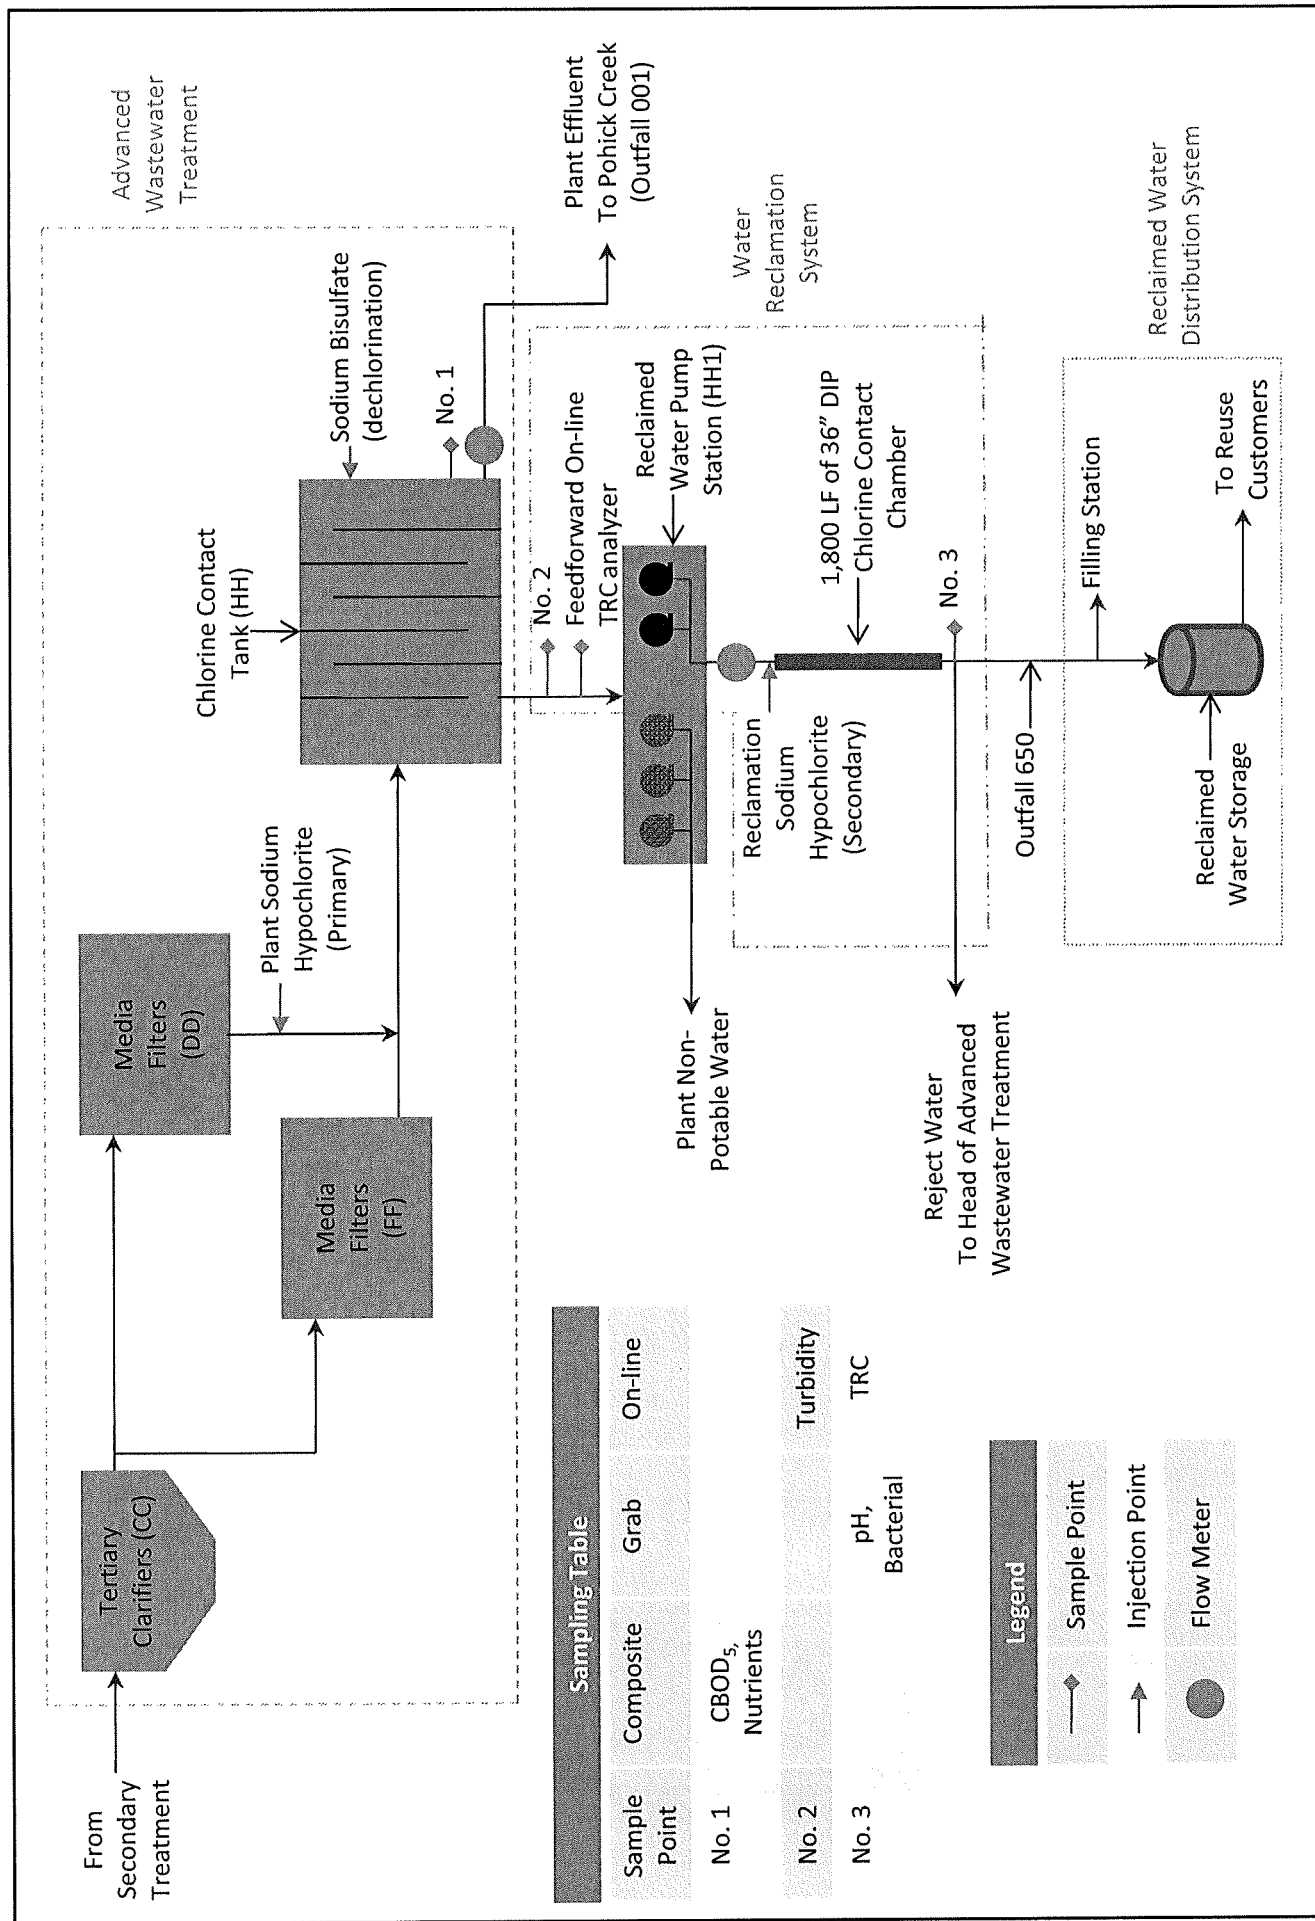 Advanced
Wastewater
Treatment
From
Secondary
Treatment
Tertiary
Clarifiers (CC)
Media
Filters
(DD)
Media
Filters
(FF)
Plant Sodium
Hypochlorite
(Primary)
Chlorine Contact
Tank (HH)
Sodium Bisulfate
(dechlorination)
No. 1
Plant Effluent
To Pohick Creek
(Outfall 001)
No. 2
Feedforward On-line
TRC analyzer
Reclaimed
Water Pump
Station (HH1)
Water
Reclamation
System
Plant Non-
Potable Water
Reclamation
Sodium
Hypochlorite
(Secondary)
1,800 LF of 36" DIP
Chlorine Contact
Chamber
No. 3
Reject Water
To Head of Advanced
Wastewater Treatment
Outfall 650
Filling Station
Reclaimed Water
Distribution System
Reclaimed
Water Storage
To Reuse
Customers
Sampling Table
Sample Point Composite Grab On-line
No. 1 CBOD₅, Nutrients
No. 2 Turbidity
No. 3 pH, Bacterial TRC
Legend
Sample Point
Injection Point
Flow Meter